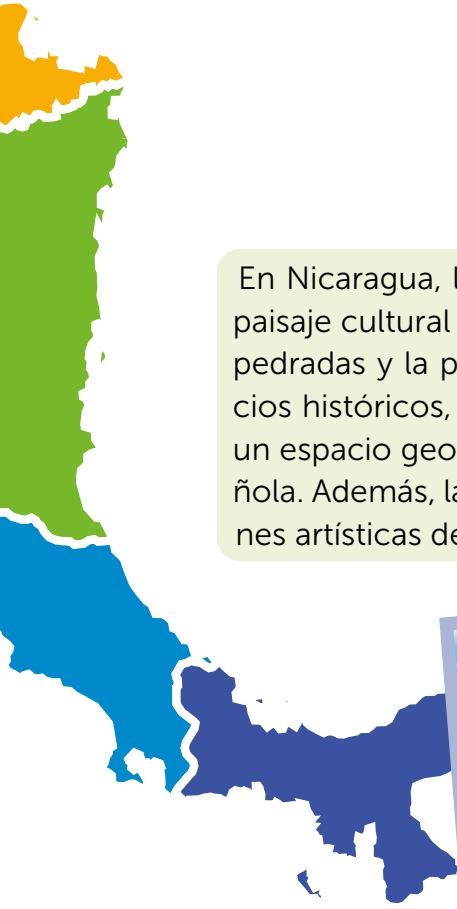 En Nicaragua, l
paisaje cultural
pedradas y la p
cios históricos,
un espacio geo
ñola. Además, la
nes artísticas de